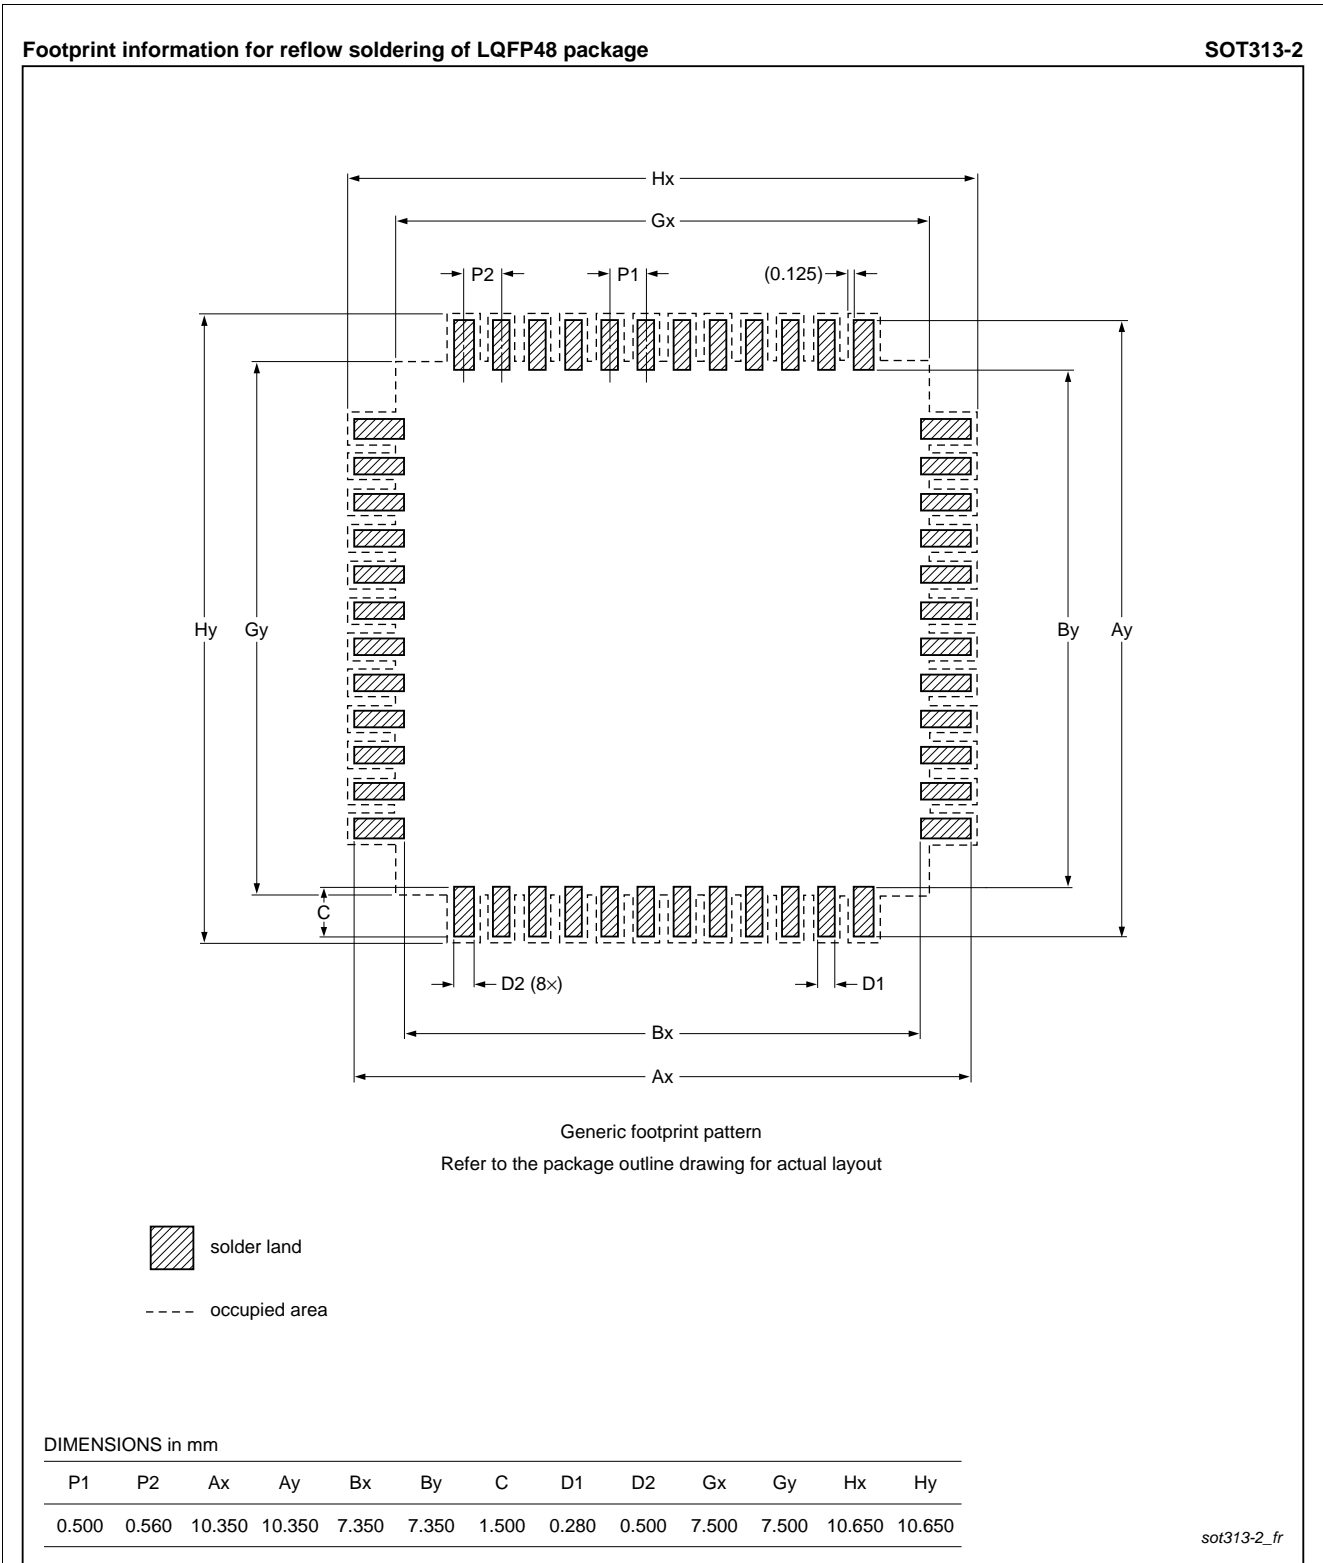 Footprint information for reflow soldering of LQFP48 package SOT313-2
Hx
Gx
P2 P1 (0.125)
Hy Gy By Ay
C
D2 (8×) D1
Bx
Ax
Generic footprint pattern
Refer to the package outline drawing for actual layout
solder land
occupied area
DIMENSIONS in mm
P1 P2 Ax Ay Bx By C D1 D2 Gx Gy Hx Hy
0.500 0.560 10.350 10.350 7.350 7.350 1.500 0.280 0.500 7.500 7.500 10.650 10.650
sot313-2_fr